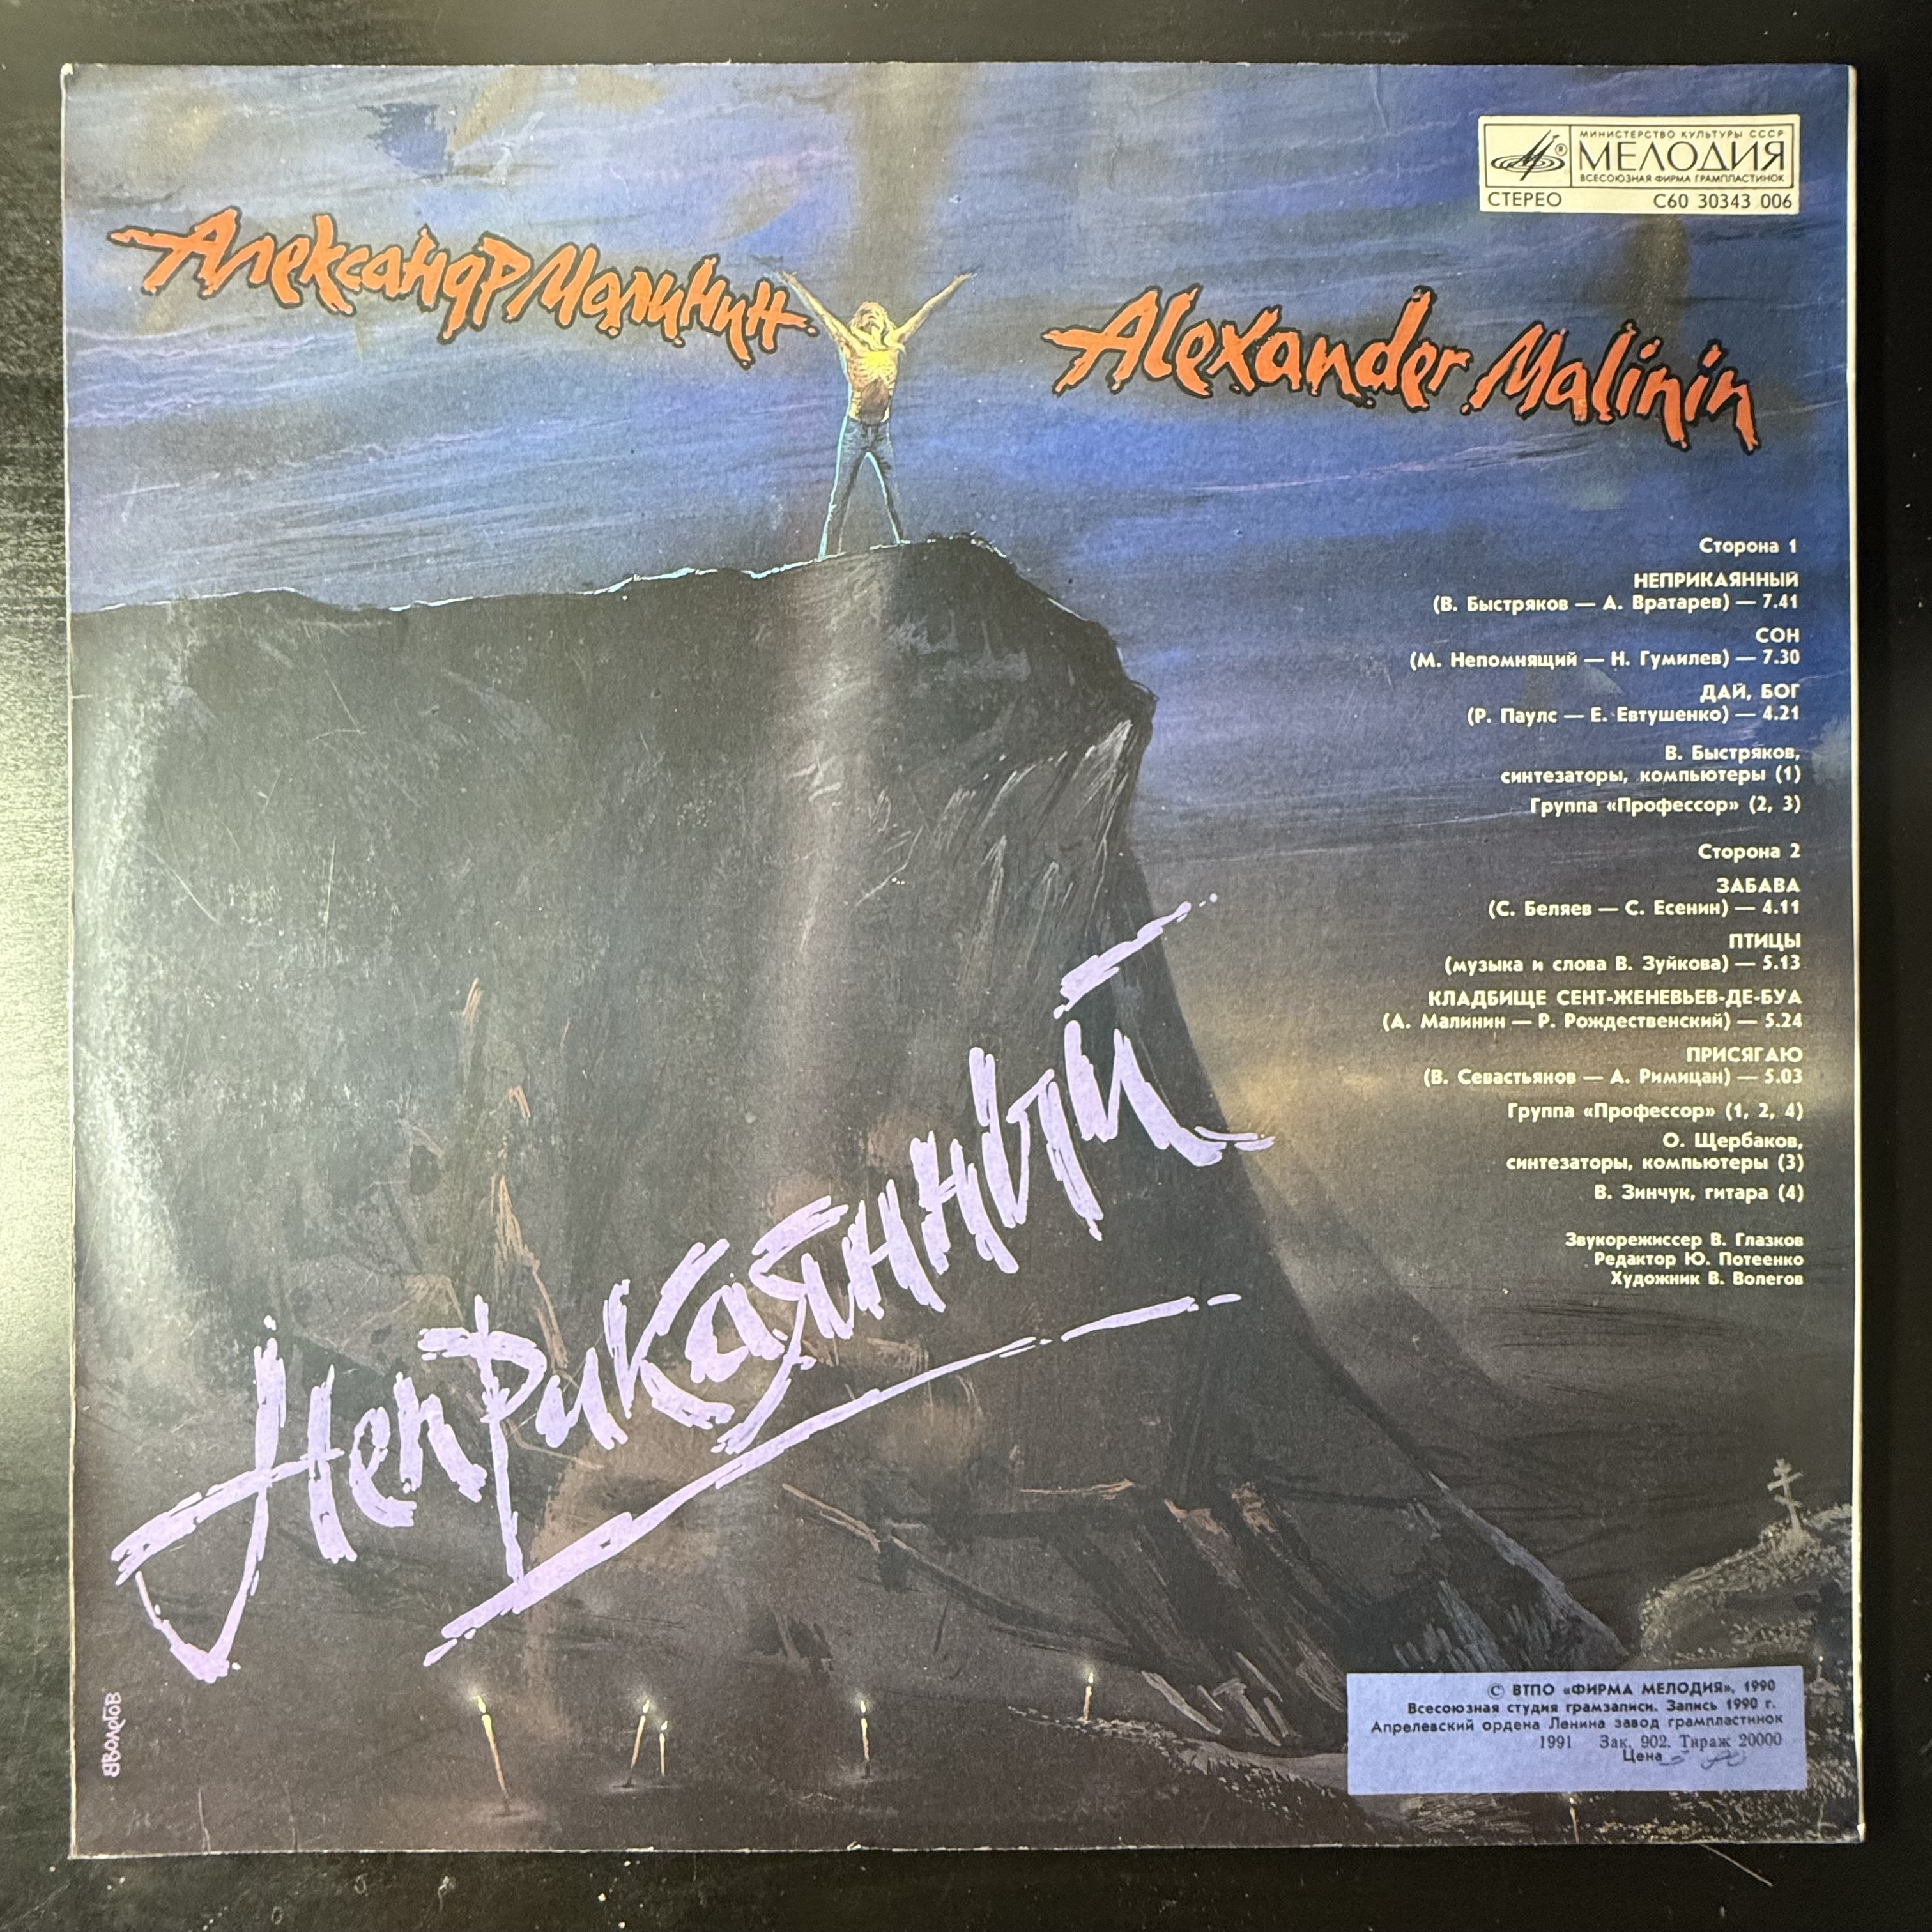 МИНИСТЕРСТВО КУЛЬТУРЫ СССР
МЕЛОДИЯ
ВСЕСОЮЗНАЯ ФИРМА ГРАМПЛАСТИНОК
СТЕРЕО С60 30343 006
Александр Малинин
Alexander Malinin
Сторона 1
НЕПРИКАЯННЫЙ
(В. Быстряков — А. Вратарев) — 7.41
СОН
(М. Непомнящий — Н. Гумилев) — 7.30
ДАЙ, БОГ
(Р. Паулс — Е. Евтушенко) — 4.21
В. Быстряков,
синтезаторы, компьютеры (1)
Группа «Профессор» (2, 3)
Сторона 2
ЗАБАВА
(С. Беляев — С. Есенин) — 4.11
ПТИЦЫ
(музыка и слова В. Зуйкова) — 5.13
КЛАДБИЩЕ СЕНТ-ЖЕНЕВЬЕВ-ДЕ-БУА
(А. Малинин — Р. Рождественский) — 5.24
ПРИСЯГАЮ
(В. Севастьянов — А. Римицан) — 5.03
Группа «Профессор» (1, 2, 4)
О. Щербаков,
синтезаторы, компьютеры (3)
В. Зинчук, гитара (4)
Звукорежиссер В. Глазков
Редактор Ю. Потеенко
Художник В. Волегов
Неприкаянный
ВВОЛЕГОВ
© ВТПО «ФИРМА МЕЛОДИЯ», 1990
Всесоюзная студия грамзаписи. Запись 1990 г.
Апрелевский ордена Ленина завод грампластинок
1991 Зак. 902. Тираж 20000
Цена